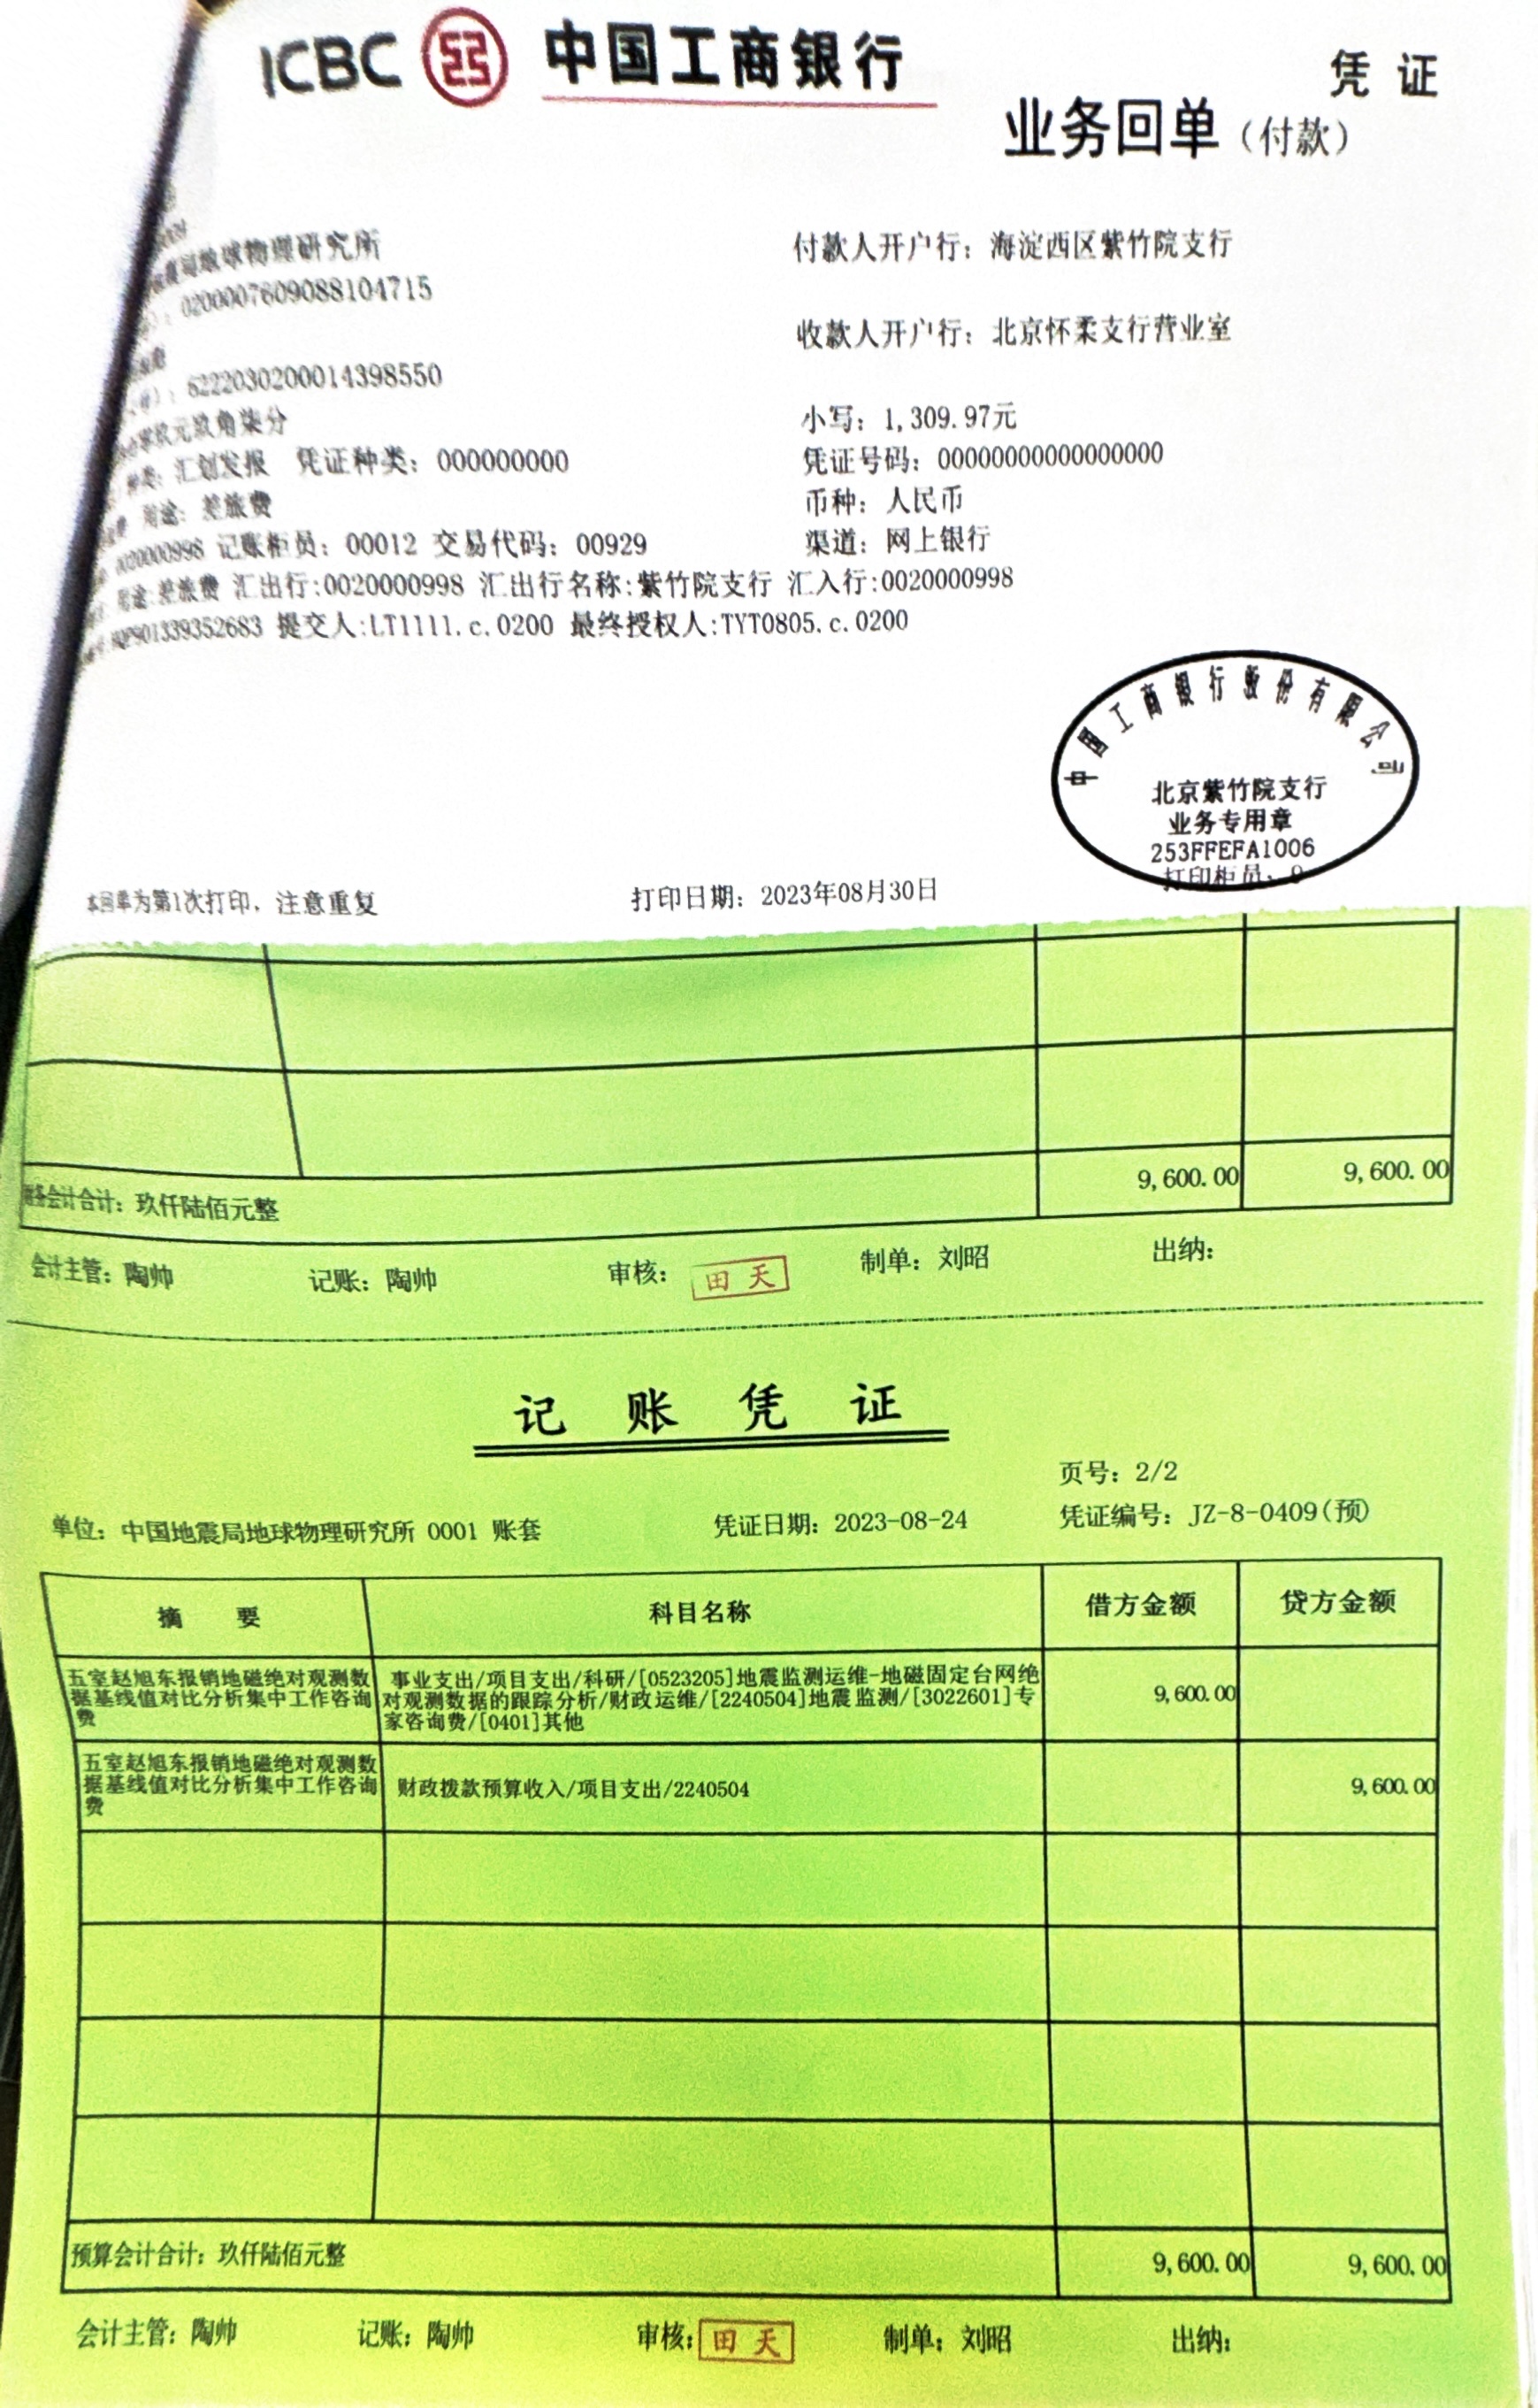 ICBC 中国工商银行
凭 证
业务回单（付款）
局地球物理研究所
付款人开户行：海淀西区紫竹院支行
0200007609088104715
收款人开户行：北京怀柔支行营业室
6222030200014398550
零玖元玖角柒分
小写：1,309.97元
种类：汇划发报 凭证种类：000000000
凭证号码：00000000000000000
用途：差旅费
币种：人民币
0020000998 记账柜员：00012 交易代码：00929
渠道：网上银行
用途:差旅费 汇出行:0020000998 汇出行名称:紫竹院支行 汇入行:0020000998
提交人:LT1111.c.0200 最终授权人:TYT0805.c.0200
中国工商银行股份有限公司
北京紫竹院支行
业务专用章
253FFEFA1006
打印柜员：9
本回单为第1次打印，注意重复
打印日期：2023年08月30日
财务会计合计：玖仟陆佰元整 9,600.00 9,600.00
会计主管：陶帅 记账：陶帅 审核：田天 制单：刘昭 出纳：
记 账 凭 证
页号：2/2
单位：中国地震局地球物理研究所 0001 账套 凭证日期：2023-08-24 凭证编号：JZ-8-0409(预)
摘 要 科目名称 借方金额 贷方金额
五室赵旭东报销地磁绝对观测数
据基线值对比分析集中工作咨询
费
事业支出/项目支出/科研/[0523205]地震监测运维-地磁固定台网绝
对观测数据的跟踪分析/财政运维/[2240504]地震监测/[3022601]专
家咨询费/[0401]其他
9,600.00
五室赵旭东报销地磁绝对观测数
据基线值对比分析集中工作咨询
费
财政拨款预算收入/项目支出/2240504
9,600.00
预算会计合计：玖仟陆佰元整 9,600.00 9,600.00
会计主管：陶帅 记账：陶帅 审核：田天 制单：刘昭 出纳：